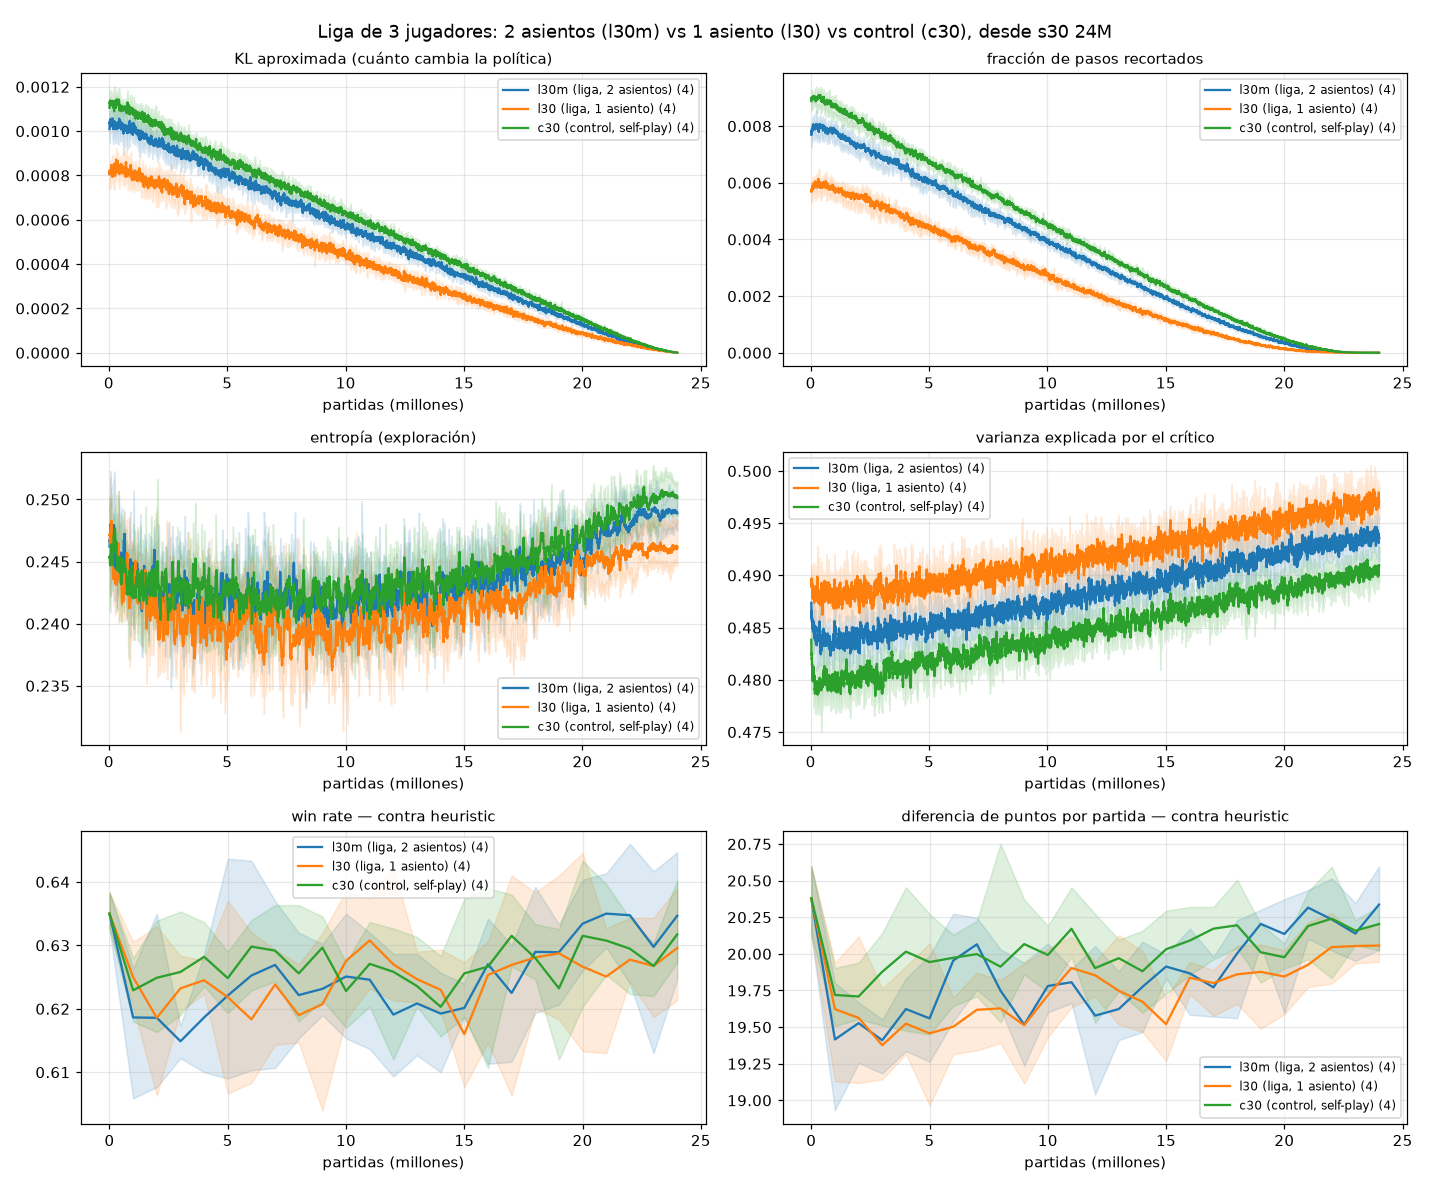 Liga de 3 jugadores: 2 asientos (l30m) vs 1 asiento (l30) vs control (c30), desde s30 24M
KL aproximada (cuánto cambia la política)
0.0012
0.0010
0.0008
0.0006
0.0004
0.0002
0.0000
l30m (liga, 2 asientos) (4)
l30 (liga, 1 asiento) (4)
c30 (control, self-play) (4)
0 5 10 15 20 25
partidas (millones)
fracción de pasos recortados
0.008
0.006
0.004
0.002
0.000
l30m (liga, 2 asientos) (4)
l30 (liga, 1 asiento) (4)
c30 (control, self-play) (4)
0 5 10 15 20 25
partidas (millones)
entropía (exploración)
0.250
0.245
0.240
0.235
l30m (liga, 2 asientos) (4)
l30 (liga, 1 asiento) (4)
c30 (control, self-play) (4)
0 5 10 15 20 25
partidas (millones)
varianza explicada por el crítico
0.500
0.495
0.490
0.485
0.480
0.475
l30m (liga, 2 asientos) (4)
l30 (liga, 1 asiento) (4)
c30 (control, self-play) (4)
0 5 10 15 20 25
partidas (millones)
win rate — contra heuristic
0.64
0.63
0.62
0.61
l30m (liga, 2 asientos) (4)
l30 (liga, 1 asiento) (4)
c30 (control, self-play) (4)
0 5 10 15 20 25
partidas (millones)
diferencia de puntos por partida — contra heuristic
20.75
20.50
20.25
20.00
19.75
19.50
19.25
19.00
l30m (liga, 2 asientos) (4)
l30 (liga, 1 asiento) (4)
c30 (control, self-play) (4)
0 5 10 15 20 25
partidas (millones)